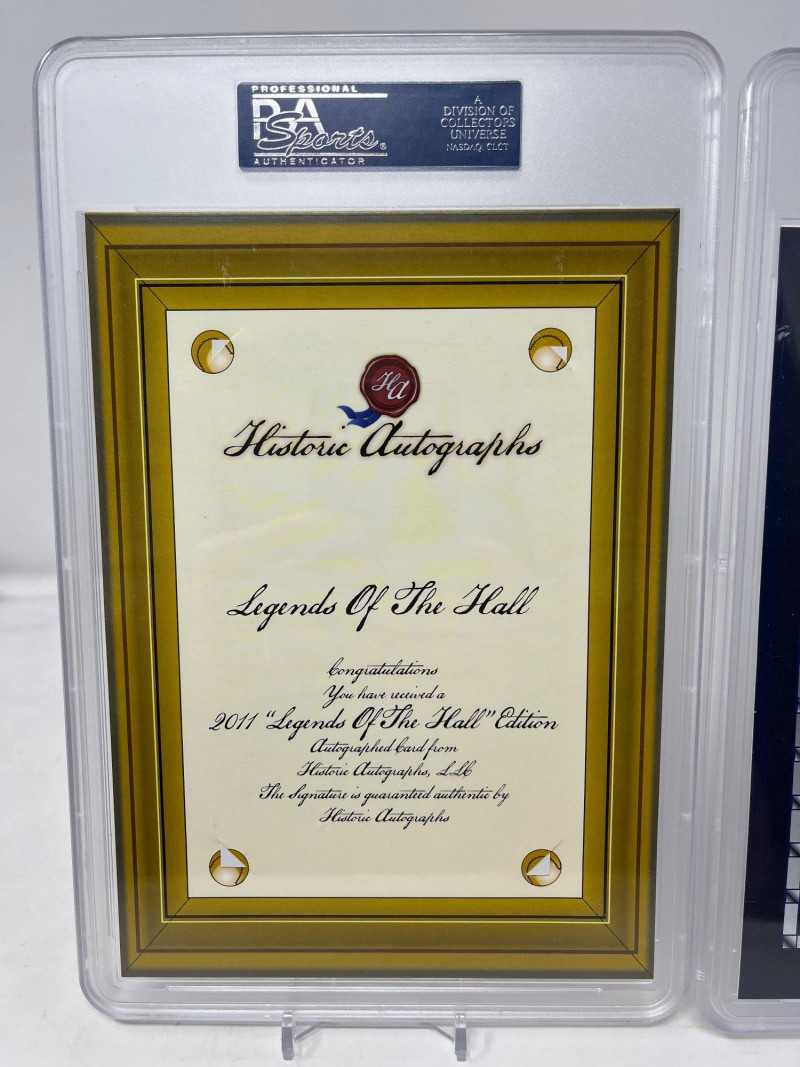 PROFESSIONAL
PSA
Sports
AUTHENTICATOR
A
DIVISION OF
COLLECTORS
UNIVERSE
NASDAQ: CLCT
HA
Historic Autographs
Legends Of The Hall
Congratulations
You have received a
2011 "Legends Of The Hall" Edition
Autographed Card from
Historic Autographs, LLC
The Signature is guaranteed authentic by
Historic Autographs